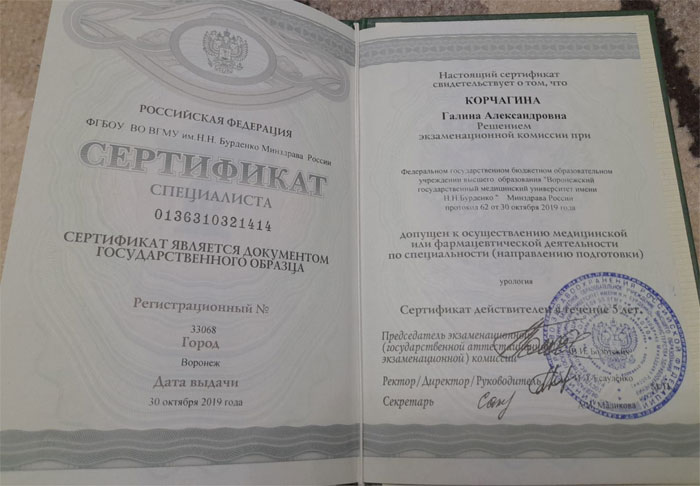 РОССИЙСКАЯ ФЕДЕРАЦИЯ
ФГБОУ ВО ВГМУ им.Н.Н. Бурденко Минздрава России
СЕРТИФИКАТ
СПЕЦИАЛИСТА
0136310321414
СЕРТИФИКАТ ЯВЛЯЕТСЯ ДОКУМЕНТОМ
ГОСУДАРСТВЕННОГО ОБРАЗЦА
Регистрационный №
33068
Город
Воронеж
Дата выдачи
30 октября 2019 года
Настоящий сертификат
свидетельствует о том, что
КОРЧАГИНА
Галина Александровна
Решением
экзаменационной комиссии при
Федеральном государственном бюджетном образовательном
учреждении высшего образования "Воронежский
государственный медицинский университет имени
Н.Н.Бурденко" Минздрава России
протокол 62 от 30 октября 2019 года
допущен к осуществлению медицинской
или фармацевтической деятельности
по специальности (направлению подготовки)
урология
Сертификат действителен в течение 5 лет.
Председатель экзаменационной
(государственной аттестационной
экзаменационной) комиссии
Ректор/Директор/Руководитель
И.Э.Есауленко
Секретарь
М.П.